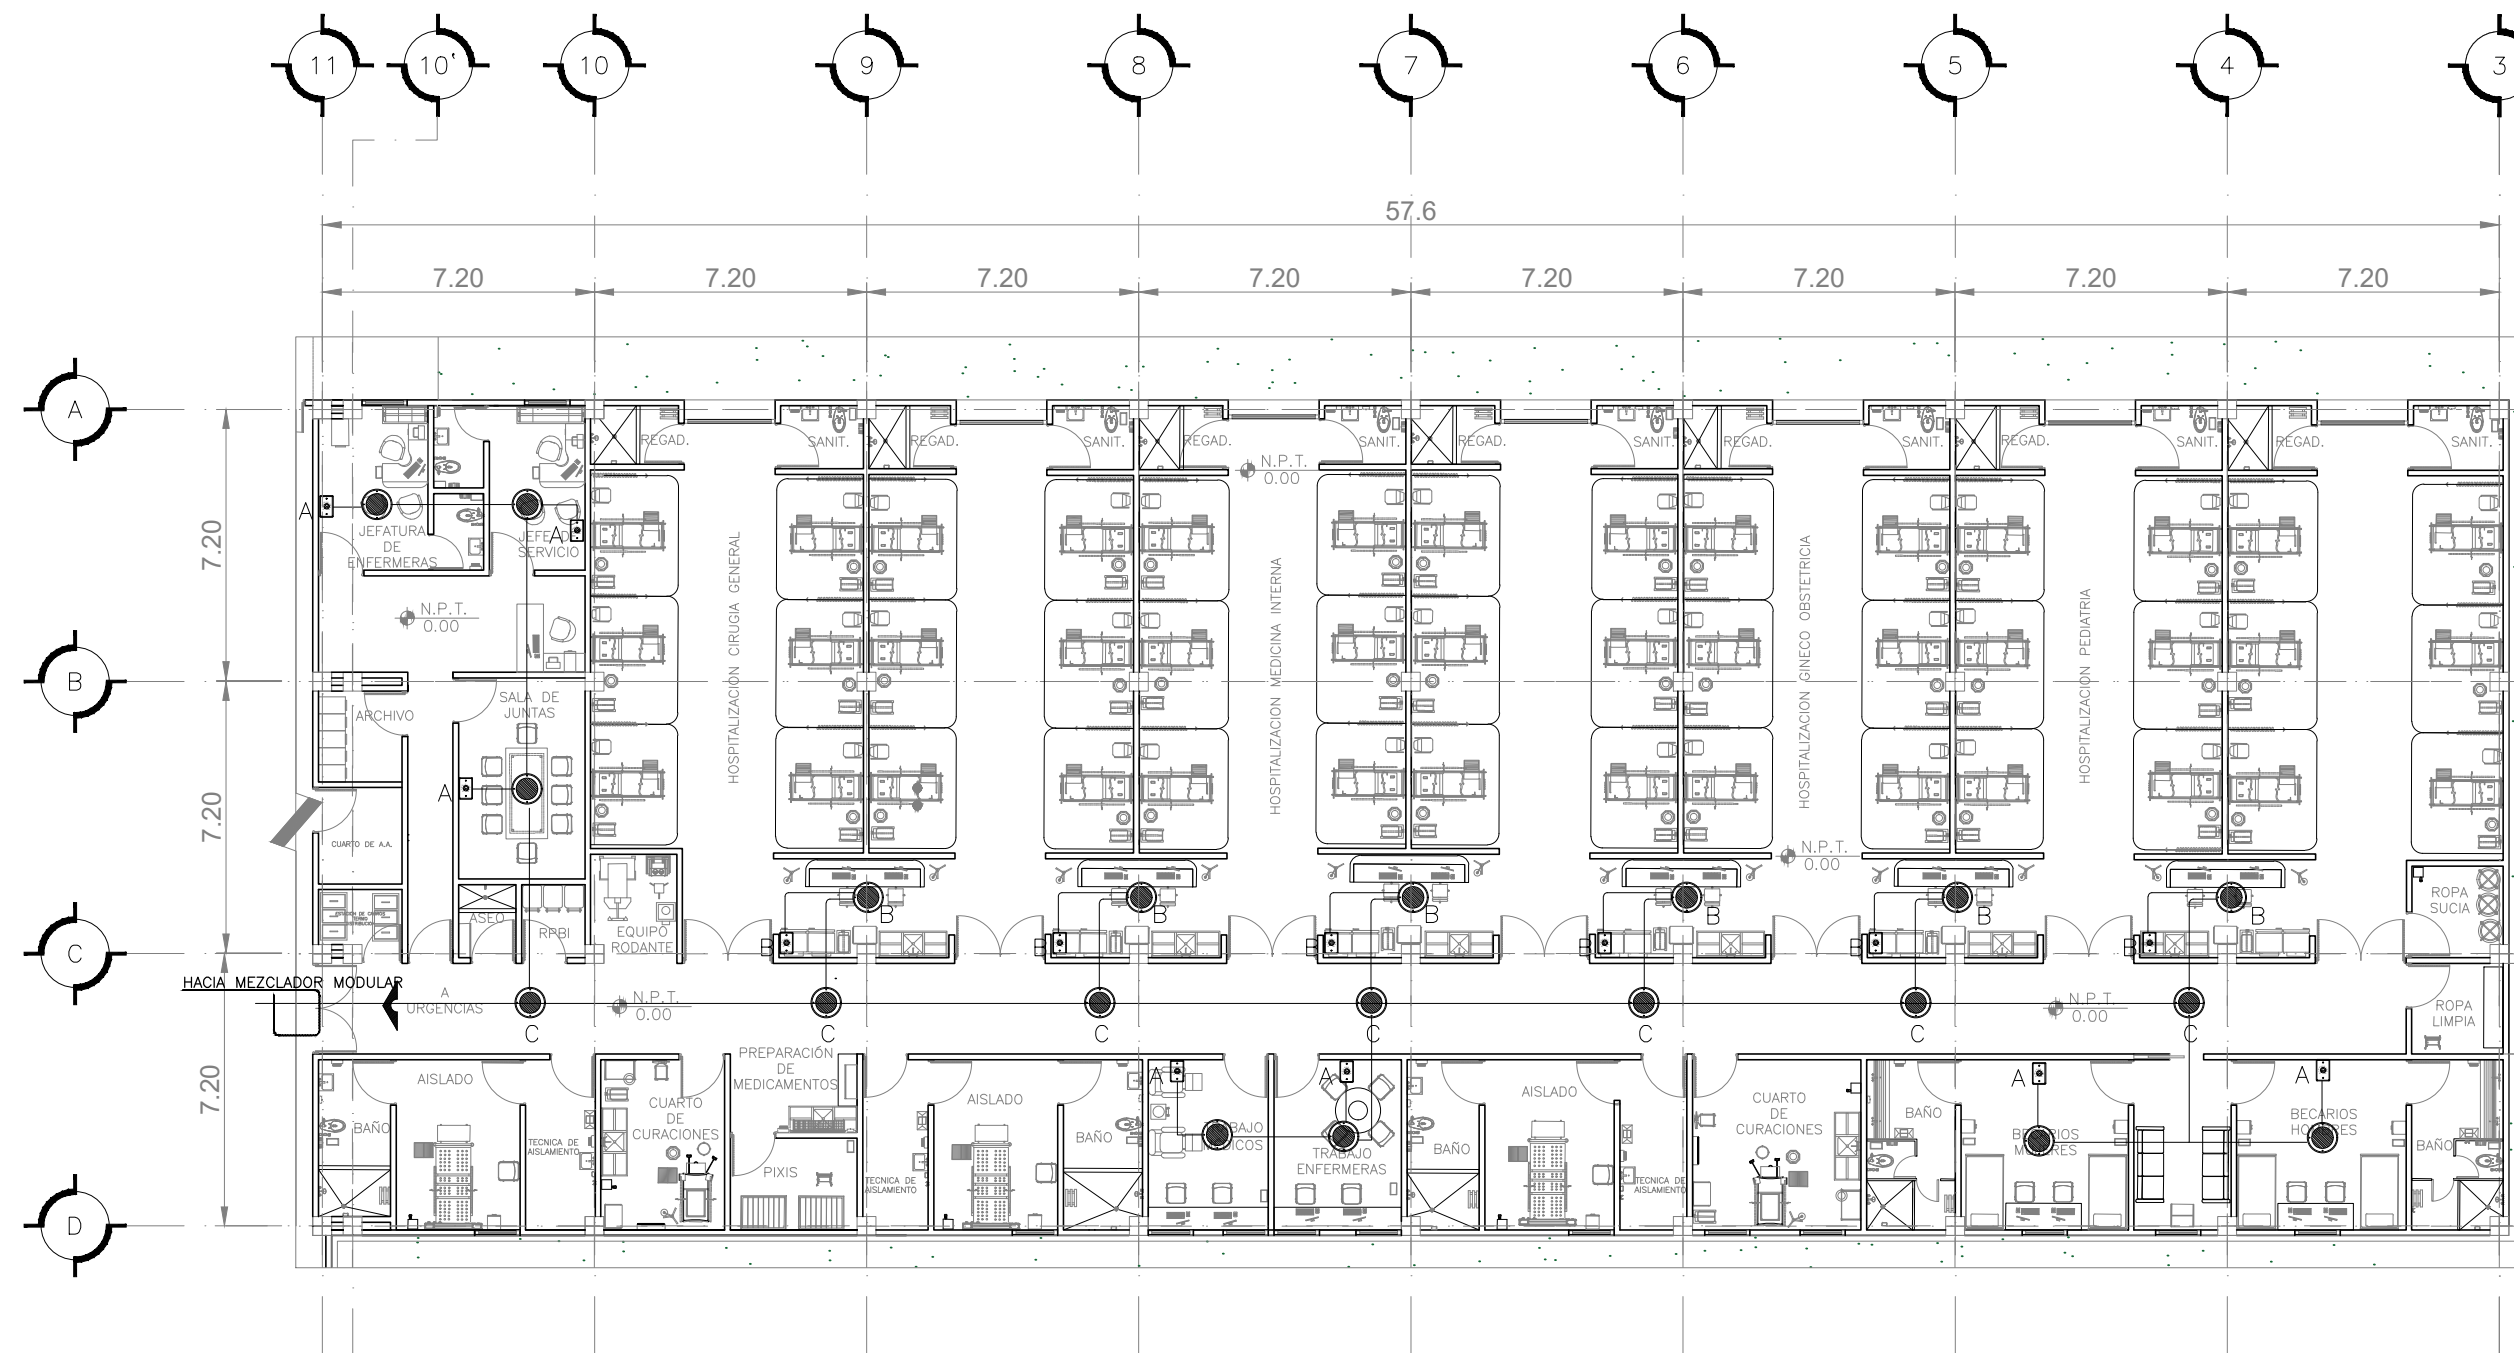 11
10'
10
9
8
7
6
5
4
3
57.6
7.20
7.20
7.20
7.20
7.20
7.20
7.20
7.20
A
B
C
D
7.20
7.20
7.20
REGAD.
SANIT.
REGAD.
SANIT.
REGAD.
SANIT.
REGAD.
SANIT.
REGAD.
SANIT.
REGAD.
SANIT.
REGAD.
SANIT.
N.P.T.
0.00
A
JEFATURA
DE
ENFERMERAS
A
JEFE DE
SERVICIO
N.P.T.
0.00
HOSPITALIZACION CIRUGIA GENERAL
HOSPITALIZACION MEDICINA INTERNA
HOSPITALIZACION GINECO OBSTETRICIA
HOSPITALIZACION PEDIATRIA
SALA DE
JUNTAS
ARCHIVO
A
CUARTO DE A.A.
N.P.T.
0.00
ASEO
RPBI
EQUIPO
RODANTE
B
B
B
B
B
B
B
B
B
B
B
B
ROPA
SUCIA
HACIA MEZCLADOR MODULAR
A
URGENCIAS
N.P.T.
0.00
N.P.T.
0.00
ROPA
LIMPIA
C
C
C
C
C
C
C
AISLADO
BAÑO
TECNICA DE
AISLAMIENTO
CUARTO
DE
CURACIONES
PREPARACIÓN
DE
MEDICAMENTOS
PIXIS
TECNICA DE
AISLAMIENTO
AISLADO
BAÑO
A
A
TRABAJO
ENFERMERAS
BAÑO
AISLADO
TECNICA DE
AISLAMIENTO
CUARTO
DE
CURACIONES
BAÑO
A
A
BECARIOS
BAÑO